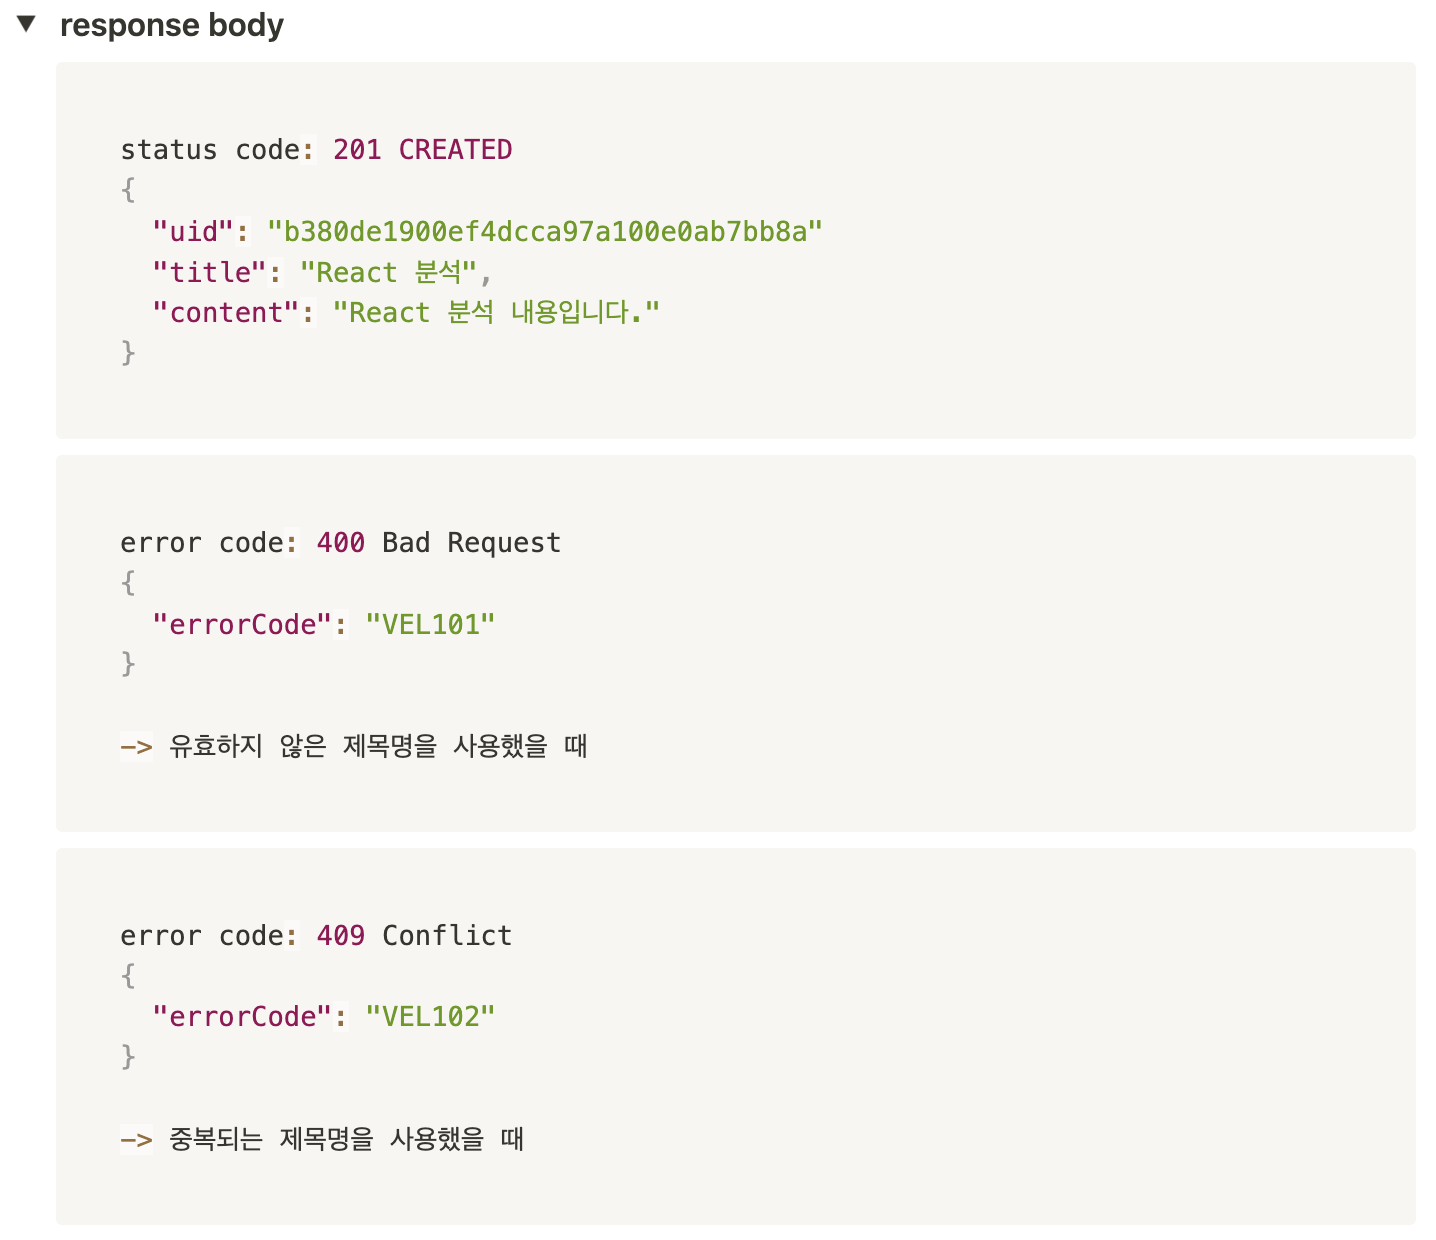 ▼ response body
status code: 201 CREATED
{
  "uid": "b380de1900ef4dcca97a100e0ab7bb8a"
  "title": "React 분석",
  "content": "React 분석 내용입니다."
}
error code: 400 Bad Request
{
  "errorCode": "VEL101"
}
-> 유효하지 않은 제목명을 사용했을 때
error code: 409 Conflict
{
  "errorCode": "VEL102"
}
-> 중복되는 제목명을 사용했을 때